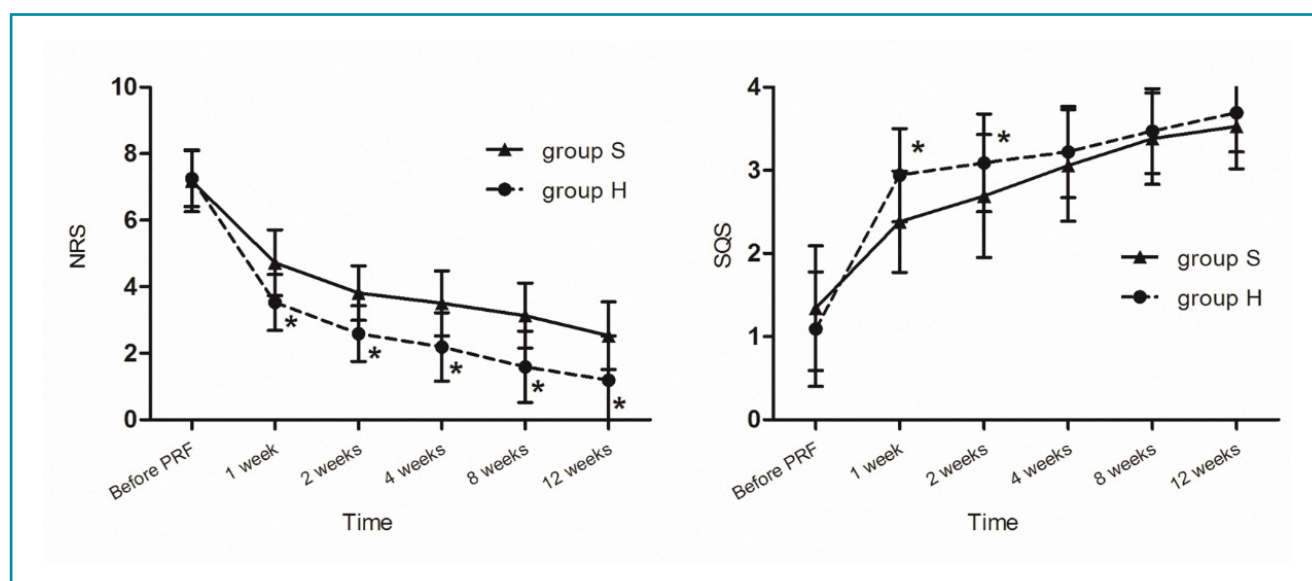 10
8
6
4
2
0
NRS
group S
group H
*
*
*
*
*
Before PRF
1 week
2 weeks
4 weeks
8 weeks
12 weeks
Time
4
3
2
1
0
SQS
*
*
group S
group H
Before PRF
1 week
2 weeks
4 weeks
8 weeks
12 weeks
Time